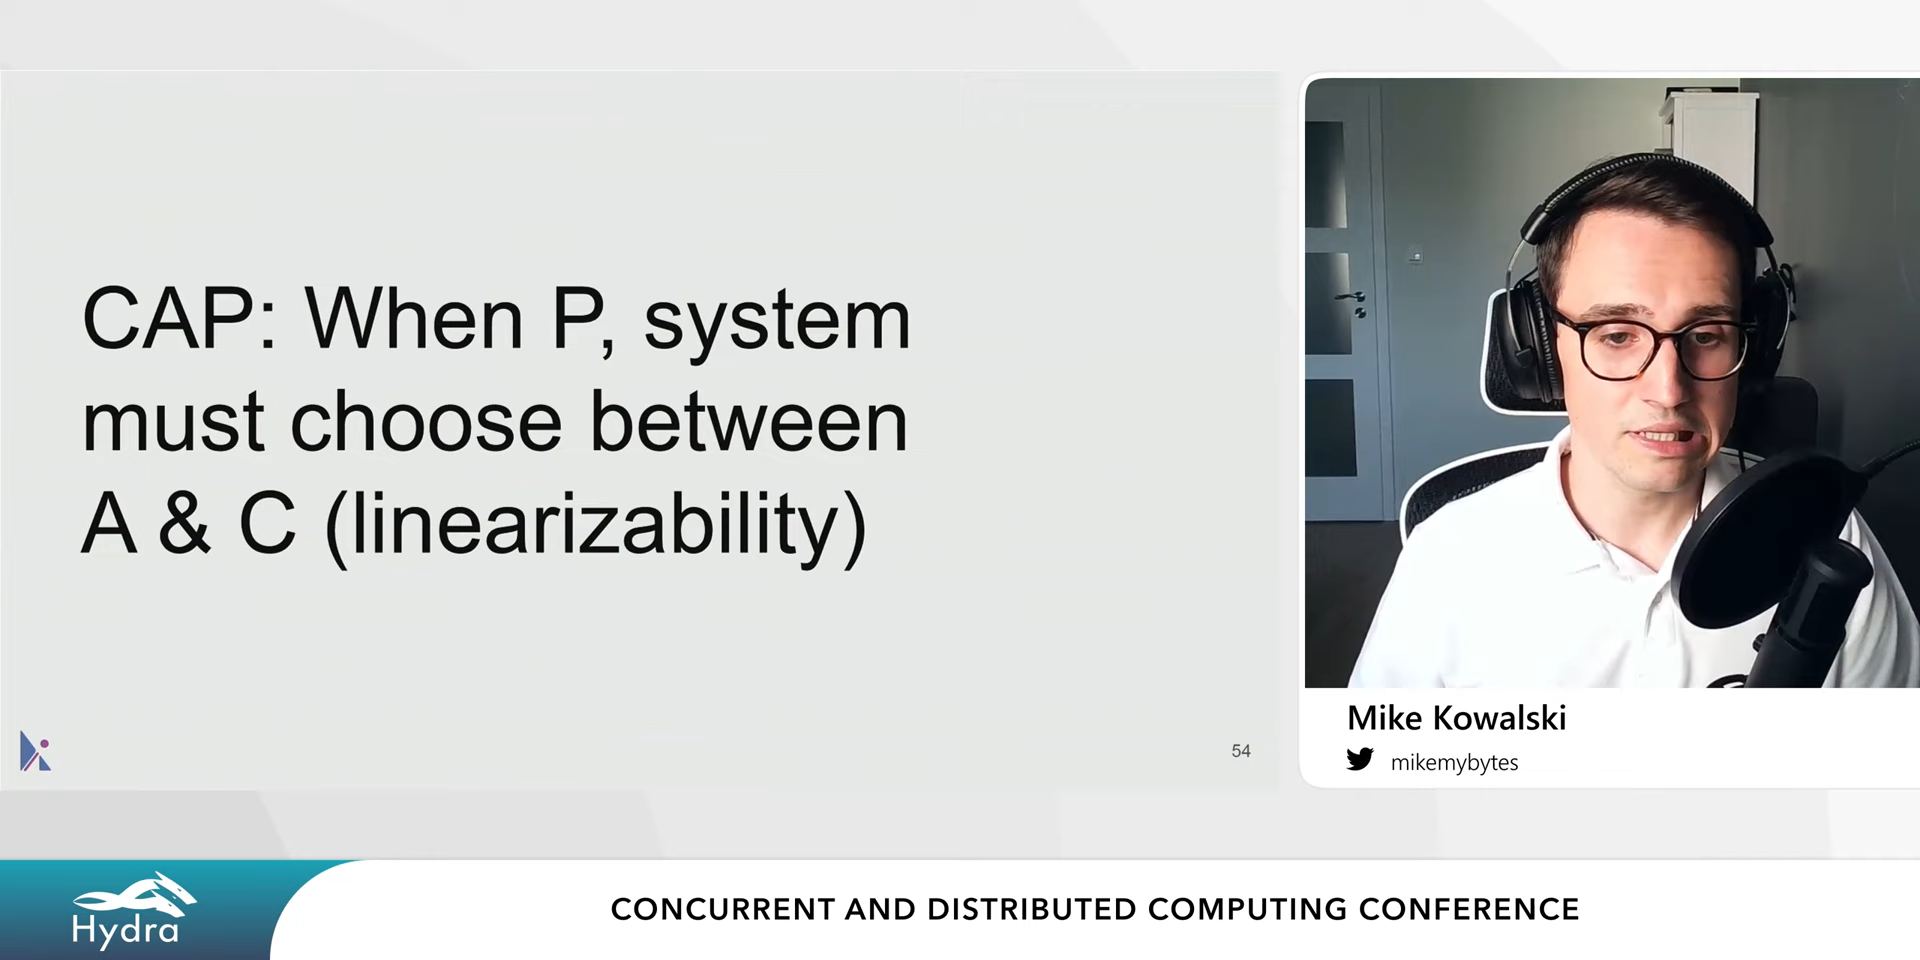 CAP: When P, system
must choose between
A & C (linearizability)
54
Mike Kowalski
mikemybytes
Hydra
CONCURRENT AND DISTRIBUTED COMPUTING CONFERENCE